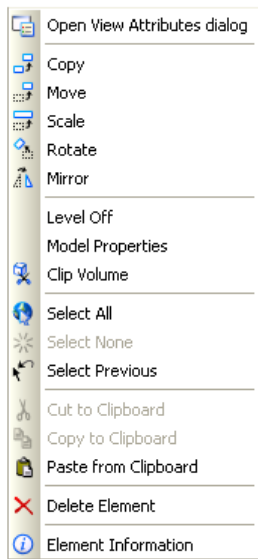 Open View Attributes dialog
Copy
Move
Scale
Rotate
Mirror
Level Off
Model Properties
Clip Volume
Select All
Select None
Select Previous
Cut to Clipboard
Copy to Clipboard
Paste from Clipboard
Delete Element
Element Information